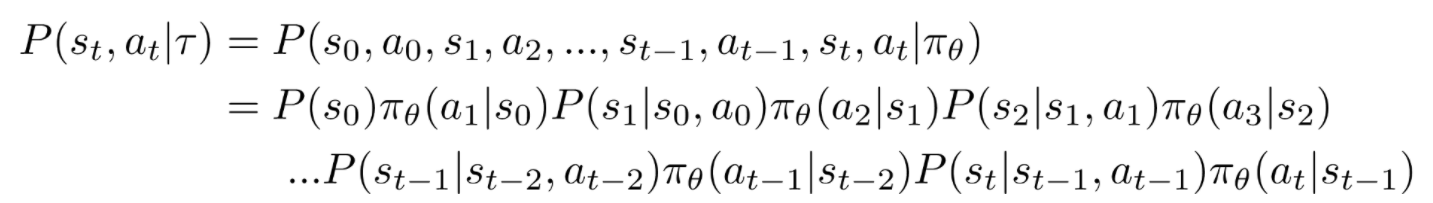 P(s_t, a_t|τ) = P(s_0, a_0, s_1, a_2, ..., s_{t−1}, a_{t−1}, s_t, a_t|π_θ)
= P(s_0)π_θ(a_1|s_0)P(s_1|s_0, a_0)π_θ(a_2|s_1)P(s_2|s_1, a_1)π_θ(a_3|s_2)
...P(s_{t−1}|s_{t−2}, a_{t−2})π_θ(a_{t−1}|s_{t−2})P(s_t|s_{t−1}, a_{t−1})π_θ(a_t|s_{t−1})